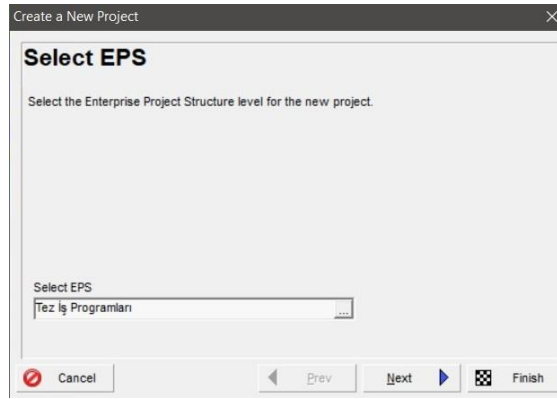 Create a New Project
Select EPS
Select the Enterprise Project Structure level for the new project.
Select EPS
Tez İş Programları
...
Cancel
Prev
Next
Finish